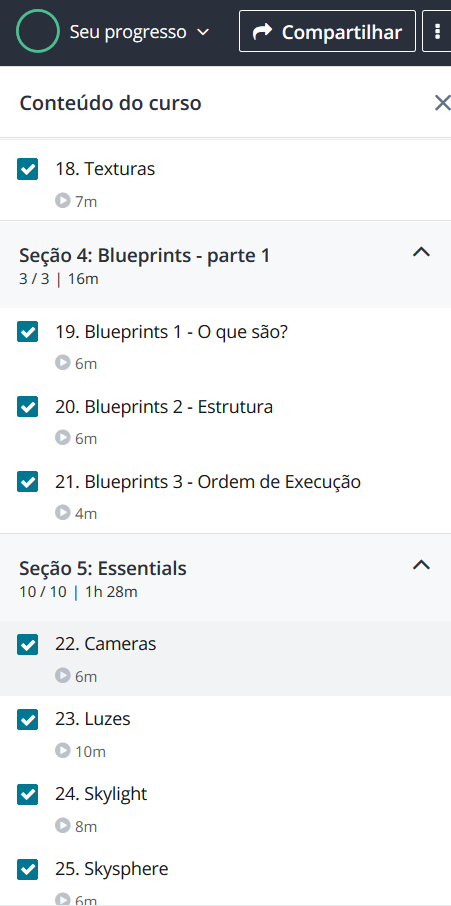 Seu progresso
Compartilhar
Conteúdo do curso
18. Texturas
7m
Seção 4: Blueprints - parte 1
3 / 3 | 16m
19. Blueprints 1 - O que são?
6m
20. Blueprints 2 - Estrutura
6m
21. Blueprints 3 - Ordem de Execução
4m
Seção 5: Essentials
10 / 10 | 1h 28m
22. Cameras
6m
23. Luzes
10m
24. Skylight
8m
25. Skysphere
6m